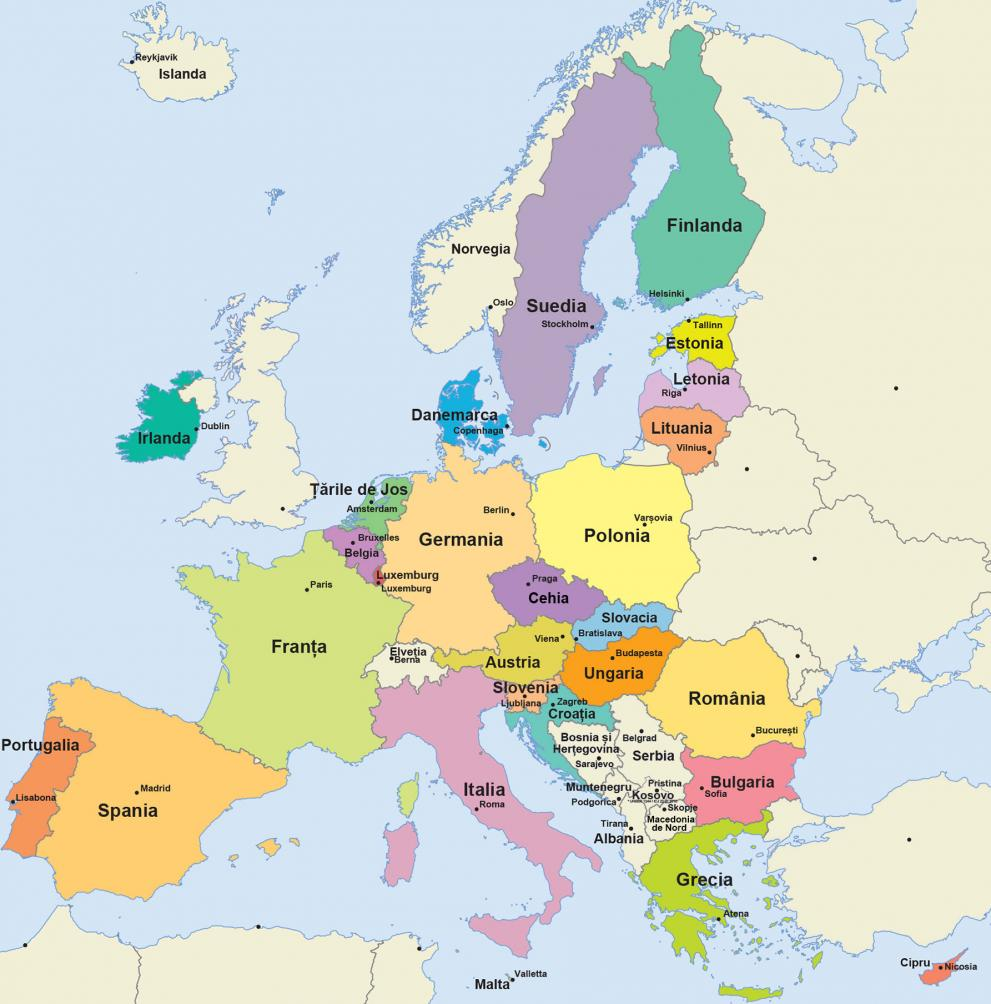 Reykjavik
Islanda
Norvegia
Oslo
Suedia
Stockholm
Finlanda
Helsinki
Tallinn
Estonia
Letonia
Riga
Lituania
Vilnius
Danemarca
Copenhaga
Dublin
Irlanda
Țările de Jos
Amsterdam
Bruxelles
Belgia
Luxemburg
Luxemburg
Berlin
Germania
Varșovia
Polonia
Praga
Cehia
Slovacia
Bratislava
Viena
Austria
Budapesta
Ungaria
Paris
Franța
Elveția
Berna
Slovenia
Ljubljana
Zagreb
Croația
România
București
Bosnia și
Herțegovina
Sarajevo
Belgrad
Serbia
Muntenegru
Podgorica
Pristina
Kosovo
Skopje
Macedonia
de Nord
Sofia
Bulgaria
Tirana
Albania
Portugalia
Lisabona
Madrid
Spania
Italia
Roma
Grecia
Atena
Valletta
Malta
Cipru
Nicosia